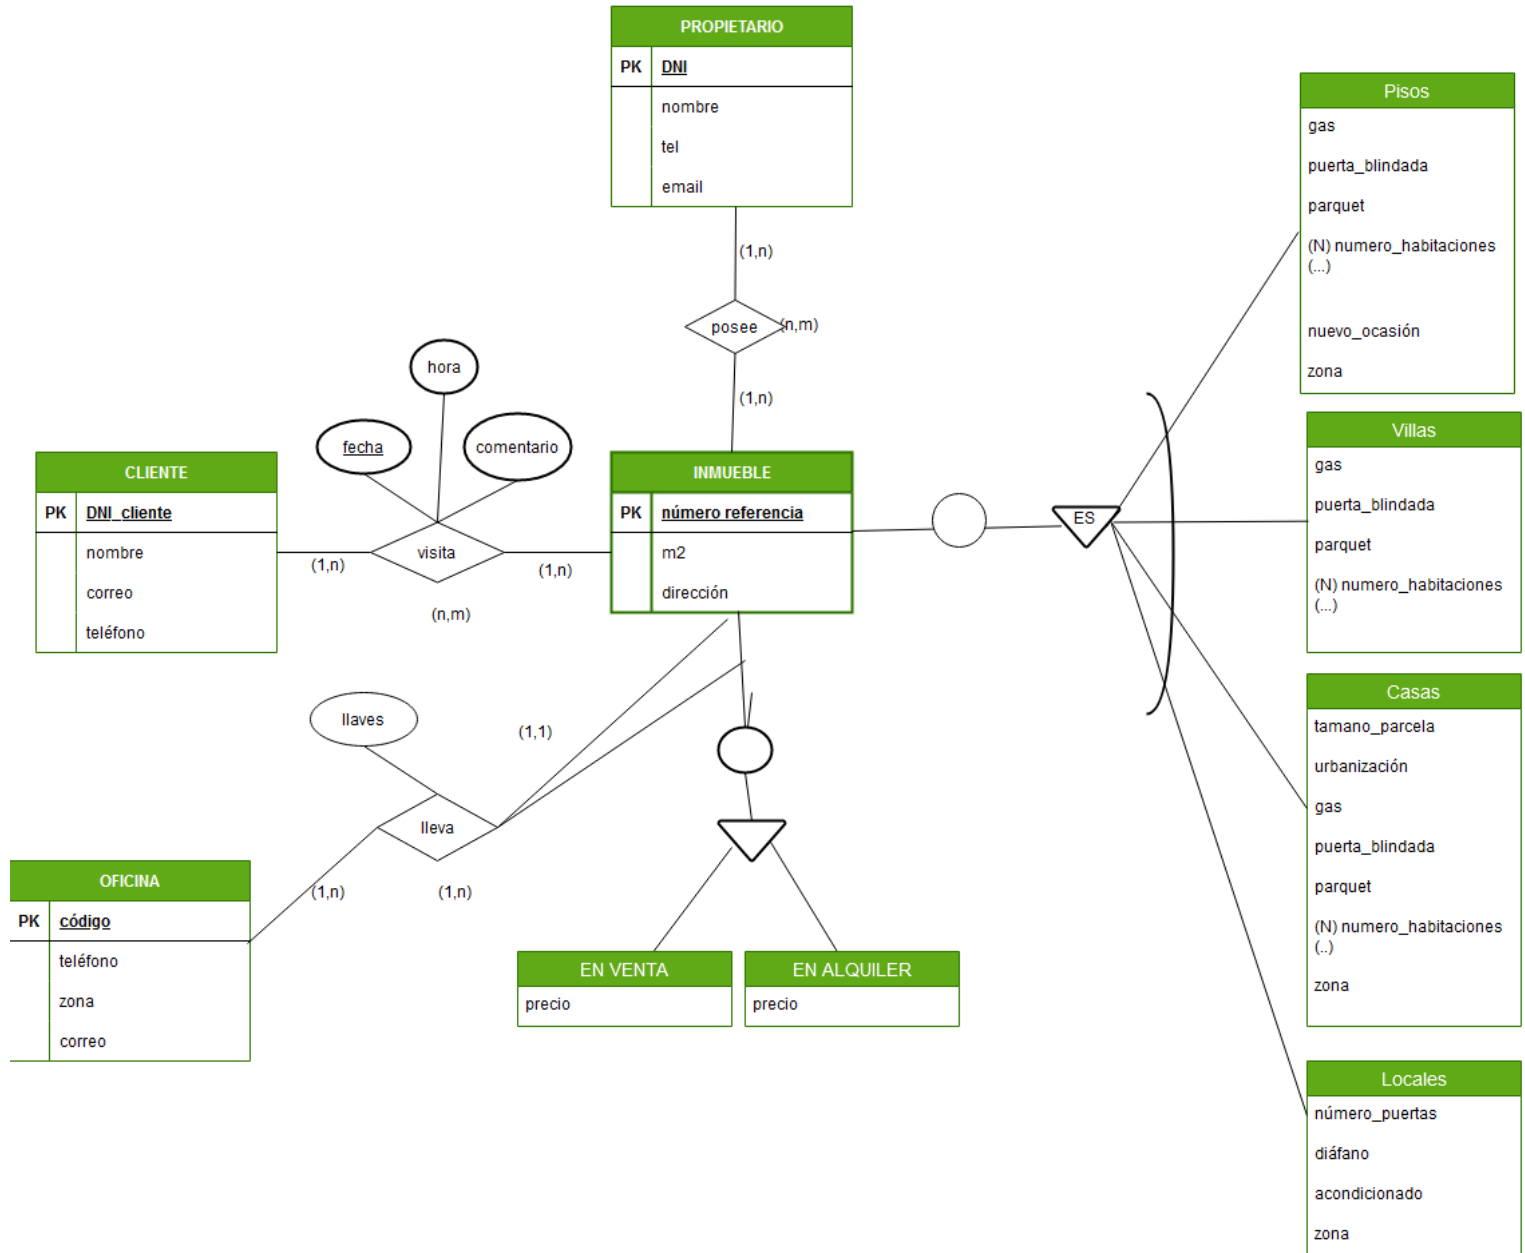 PROPIETARIO
PK DNI
nombre
tel
email
(1,n)
posee
(n,m)
(1,n)
hora
fecha
comentario
CLIENTE
PK DNI_cliente
nombre
correo
teléfono
(1,n)
visita
(1,n)
(n,m)
INMUEBLE
PK número referencia
m2
dirección
ES
llaves
(1,1)
lleva
(1,n)
(1,n)
OFICINA
PK código
teléfono
zona
correo
EN VENTA
precio
EN ALQUILER
precio
Pisos
gas
puerta_blindada
parquet
(N) numero_habitaciones
(...)
nuevo_ocasión
zona
Villas
gas
puerta_blindada
parquet
(N) numero_habitaciones
(...)
Casas
tamano_parcela
urbanización
gas
puerta_blindada
parquet
(N) numero_habitaciones
(..)
zona
Locales
número_puertas
diáfano
acondicionado
zona